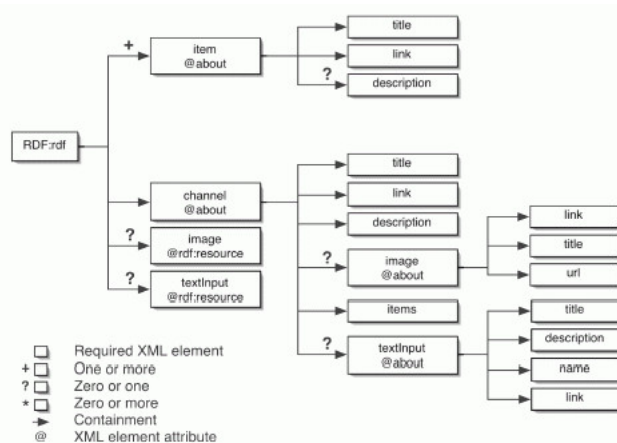 title
+
item
@about
link
?
description
RDF:rdf
title
channel
@about
link
link
description
?
image
@rdf:resource
?
image
@about
title
url
?
textInput
@rdf:resource
items
title
?
textInput
@about
description
name
link
Required XML element
+ One or more
? Zero or one
* Zero or more
Containment
@ XML element attribute